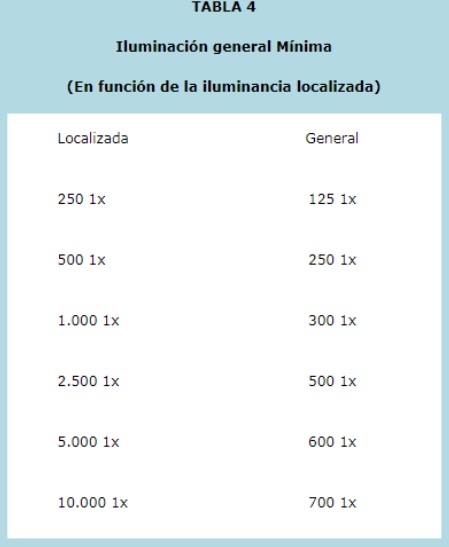 TABLA 4
Iluminación general Mínima
(En función de la iluminancia localizada)
Localizada General
250 1x 125 1x
500 1x 250 1x
1.000 1x 300 1x
2.500 1x 500 1x
5.000 1x 600 1x
10.000 1x 700 1x